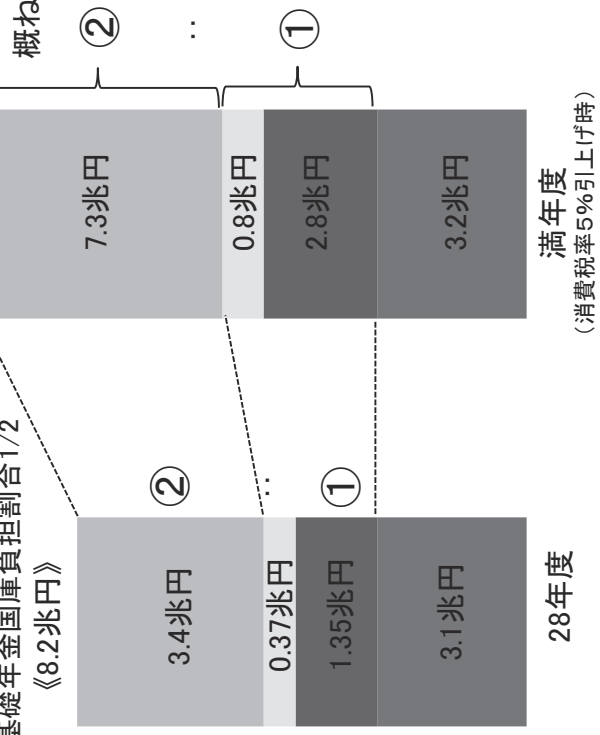 概ね
② : ①
7.3兆円
0.8兆円
2.8兆円
3.2兆円
満年度
(消費税率5%引上げ時)
基礎年金国庫負担割合1/2
《8.2兆円》
② : ①
3.4兆円
0.37兆円
1.35兆円
3.1兆円
28年度